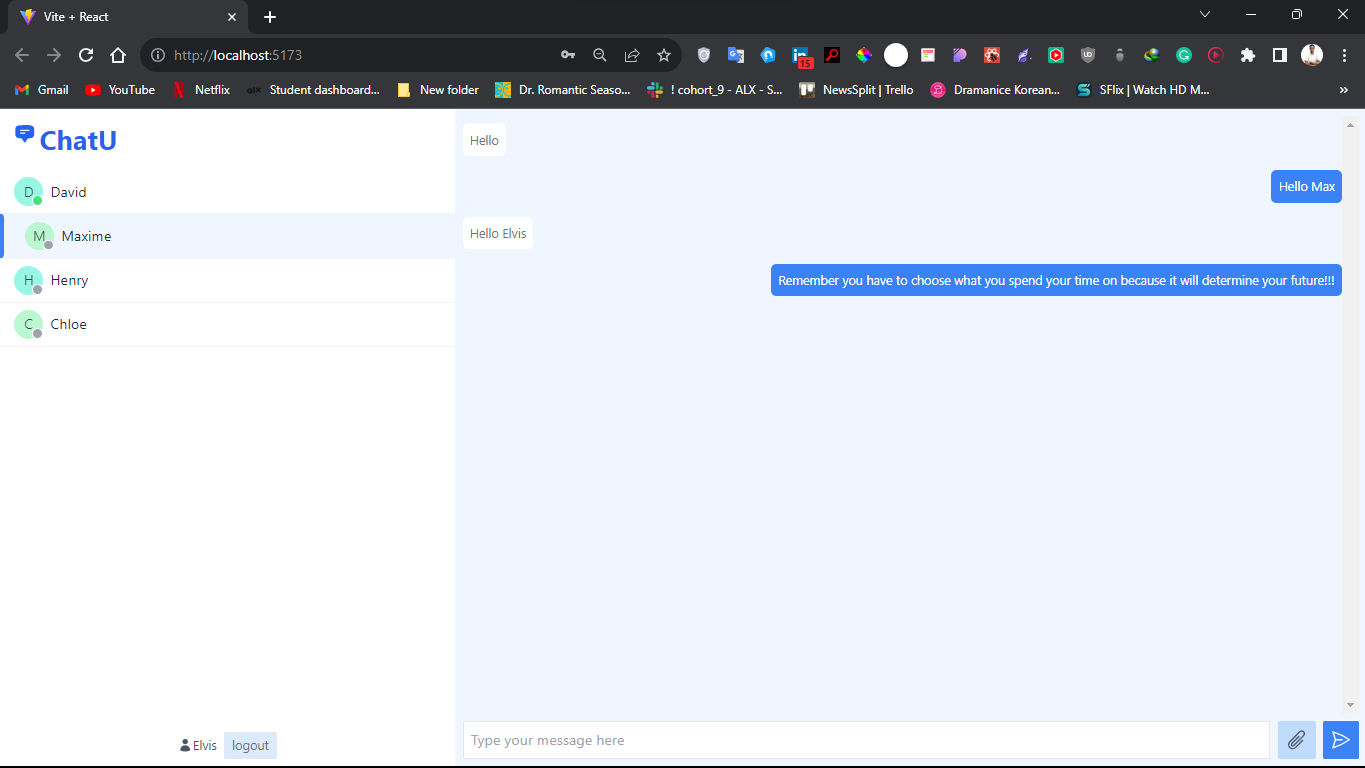 Vite + React
http://localhost:5173
15
Gmail
YouTube
Netflix
alx
Student dashboard...
New folder
Dr. Romantic Seaso...
! cohort_9 - ALX - S...
NewsSplit | Trello
Dramanice Korean...
SFlix | Watch HD M...
»
ChatU
D David
M Maxime
H Henry
C Chloe
Hello
Hello Max
Hello Elvis
Remember you have to choose what you spend your time on because it will determine your future!!!
Elvis
logout
Type your message here